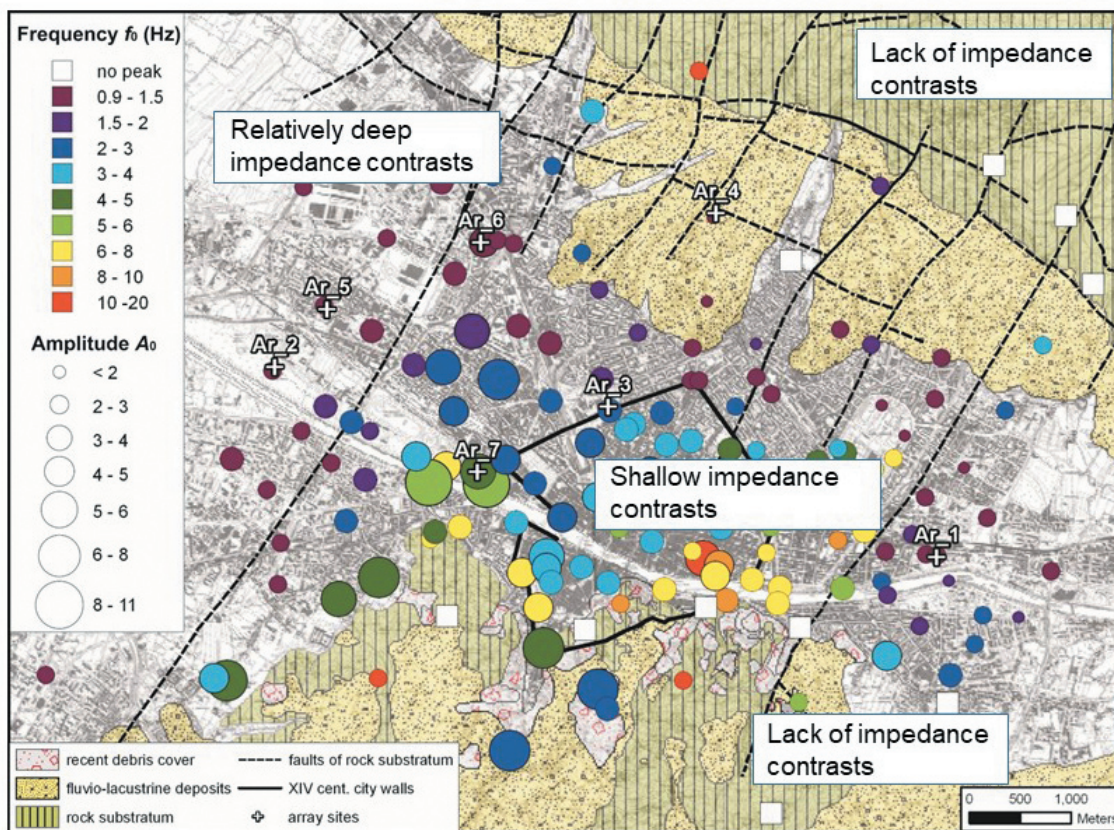 Frequency f0 (Hz)
no peak
0.9 - 1.5
1.5 - 2
2 - 3
3 - 4
4 - 5
5 - 6
6 - 8
8 - 10
10 -20
Amplitude A0
< 2
2 - 3
3 - 4
4 - 5
5 - 6
6 - 8
8 - 11
Lack of impedance
contrasts
Relatively deep
impedance contrasts
Ar_4
Ar_6
Ar_5
Ar_2
Ar_3
Ar_7
Shallow impedance
contrasts
Ar_1
Lack of impedance
contrasts
recent debris cover
fluvio-lacustrine deposits
rock substratum
faults of rock substratum
XIV cent. city walls
array sites
0 500 1,000
Meters